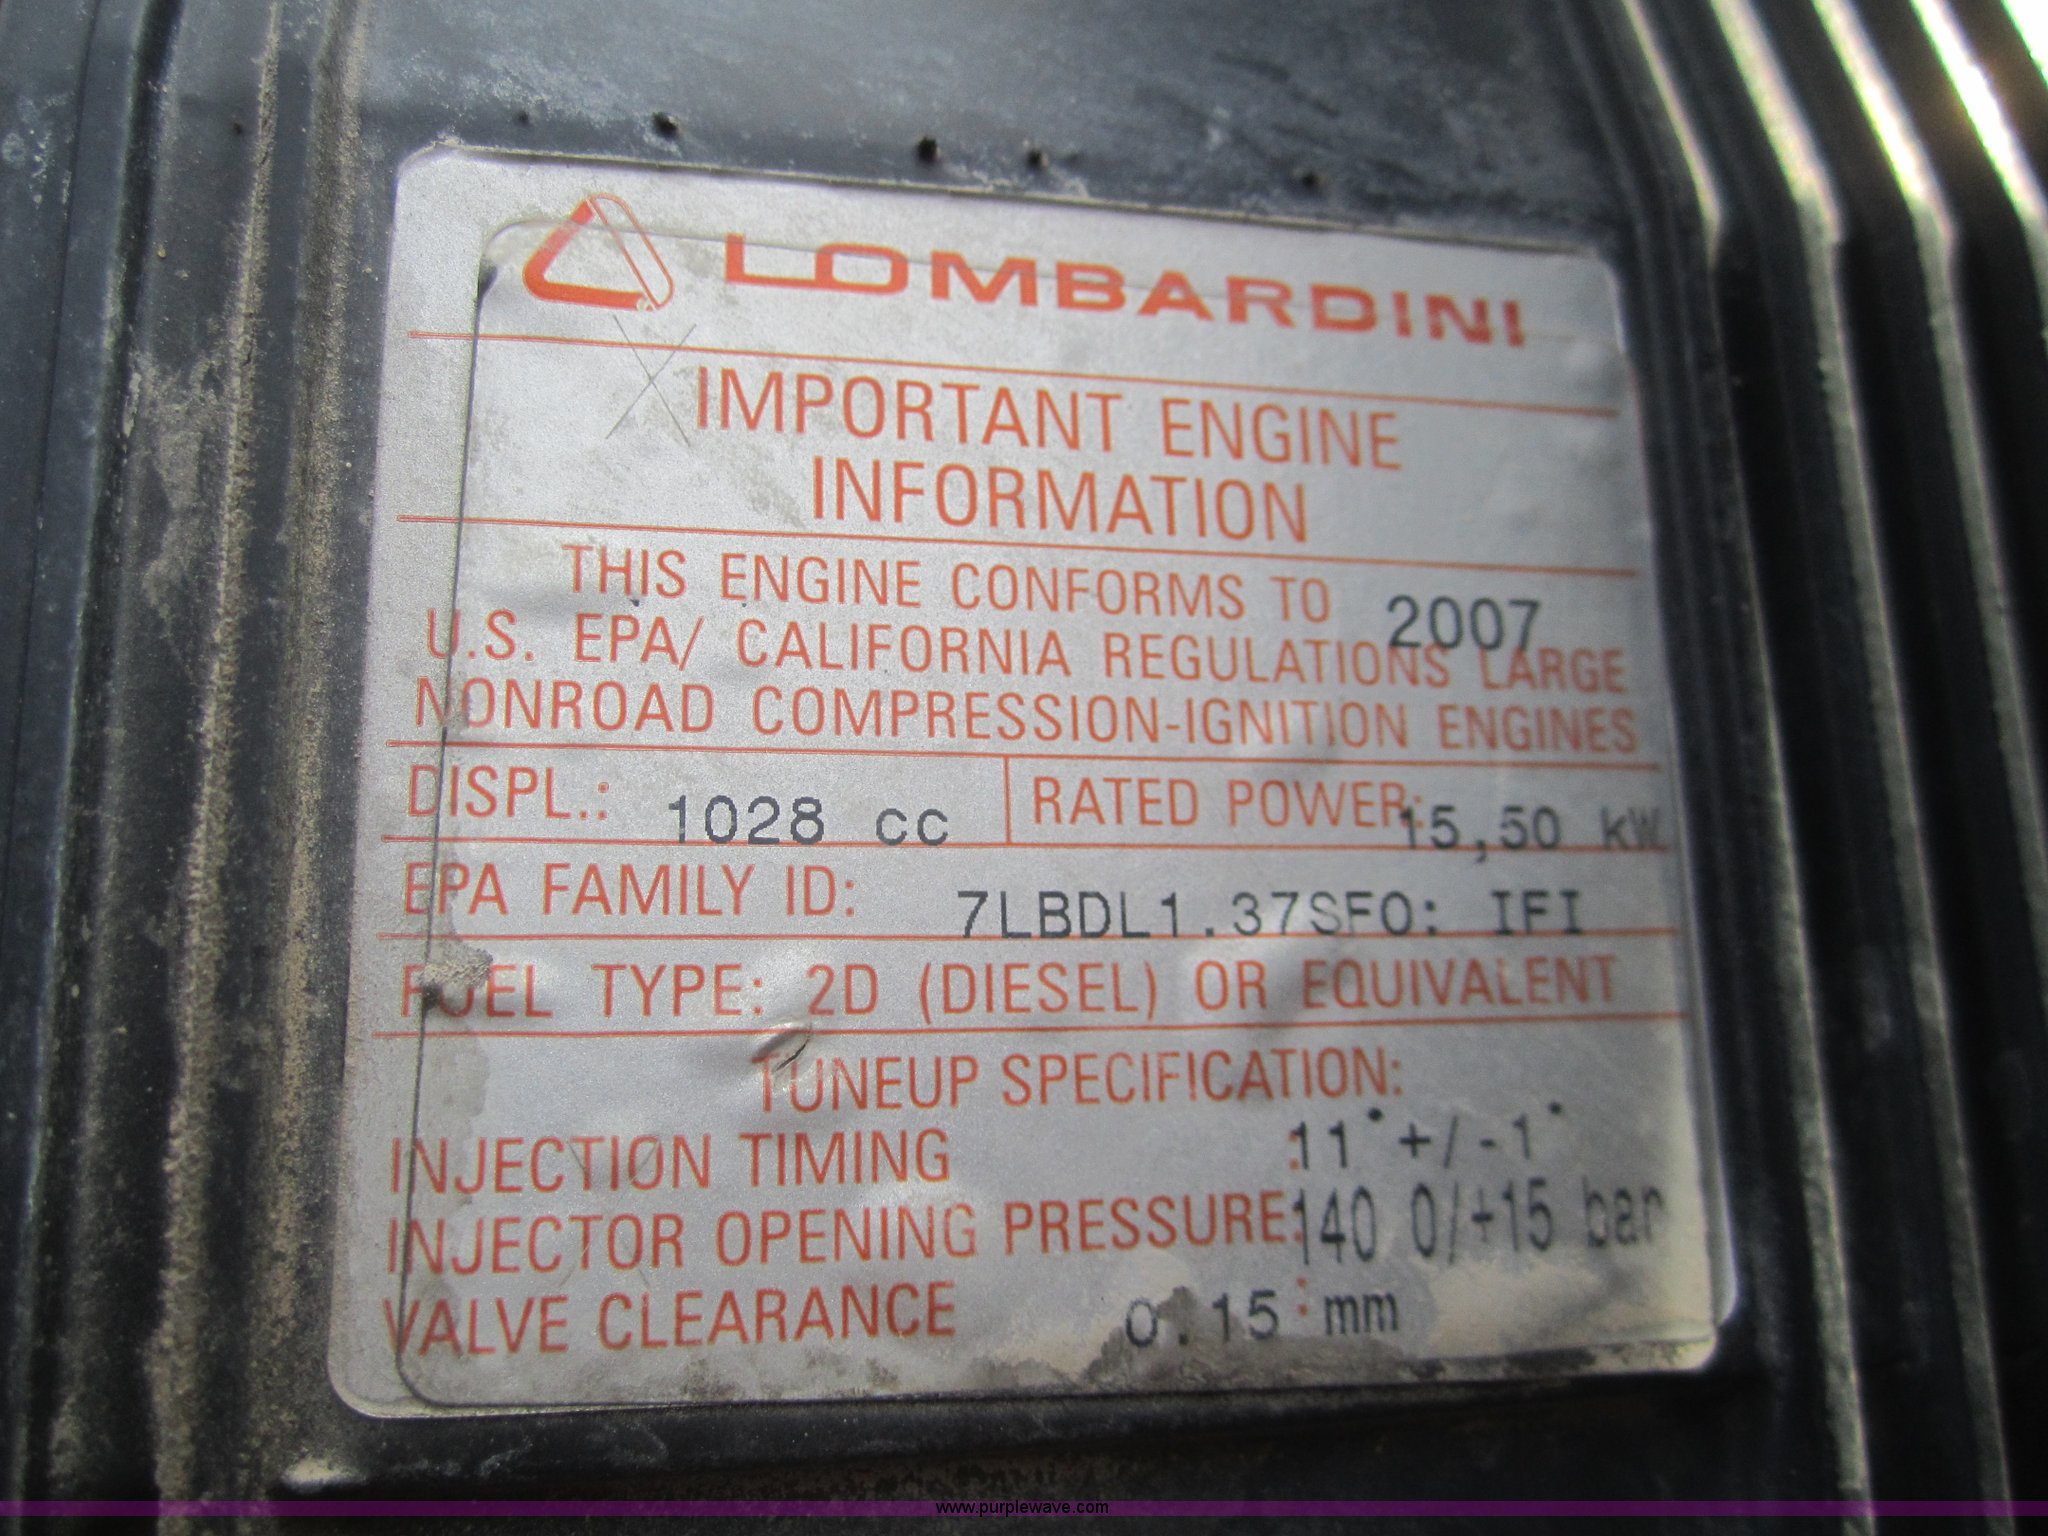 LOMBARDINI
IMPORTANT ENGINE
INFORMATION
THIS ENGINE CONFORMS TO 2007
U.S. EPA/ CALIFORNIA REGULATIONS LARGE
NONROAD COMPRESSION-IGNITION ENGINES
DISPL.: 1028 cc RATED POWER: 15,50 kW
EPA FAMILY ID: 7LBDL1.37SFO: IFI
FUEL TYPE: 2D (DIESEL) OR EQUIVALENT
TUNEUP SPECIFICATION:
INJECTION TIMING :11°+/-1°
INJECTOR OPENING PRESSURE:140 0/+15 bar
VALVE CLEARANCE 0.15 : mm
www.purplewave.com